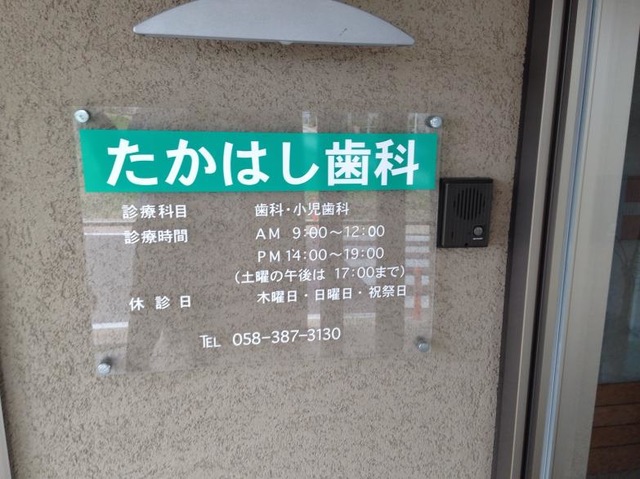 たかはし歯科
診療科目 歯科・小児歯科
診療時間 AM 9:00～12:00
PM 14:00～19:00
(土曜の午後は 17:00まで)
休診日 木曜日・日曜日・祝祭日
TEL 058-387-3130